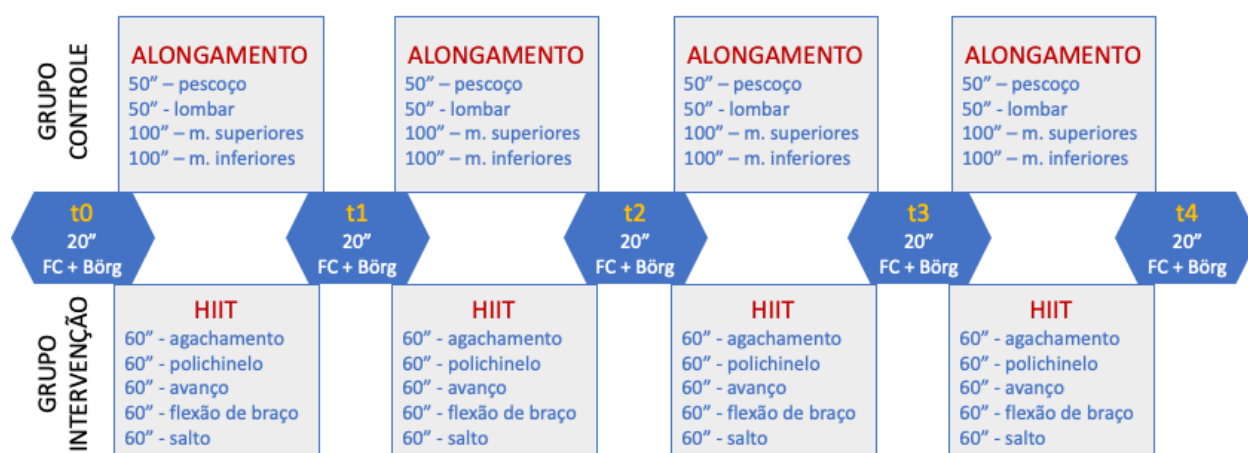 GRUPO
CONTROLE
ALONGAMENTO
50” – pescoço
50” - lombar
100” – m. superiores
100” – m. inferiores
ALONGAMENTO
50” – pescoço
50” - lombar
100” – m. superiores
100” – m. inferiores
ALONGAMENTO
50” – pescoço
50” - lombar
100” – m. superiores
100” – m. inferiores
ALONGAMENTO
50” – pescoço
50” - lombar
100” – m. superiores
100” – m. inferiores
t0
20”
FC + Börg
t1
20”
FC + Börg
t2
20”
FC + Börg
t3
20”
FC + Börg
t4
20”
FC + Börg
GRUPO
INTERVENÇÃO
HIIT
60” - agachamento
60” - polichinelo
60” - avanço
60” - flexão de braço
60” - salto
HIIT
60” - agachamento
60” - polichinelo
60” - avanço
60” - flexão de braço
60” - salto
HIIT
60” - agachamento
60” - polichinelo
60” - avanço
60” - flexão de braço
60” - salto
HIIT
60” - agachamento
60” - polichinelo
60” - avanço
60” - flexão de braço
60” - salto